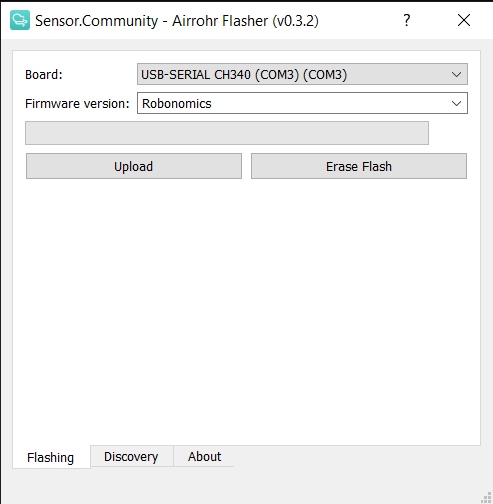 Sensor.Community - Airrohr Flasher (v0.3.2) ?
Board: USB-SERIAL CH340 (COM3) (COM3)
Firmware version: Robonomics
Upload Erase Flash
Flashing Discovery About